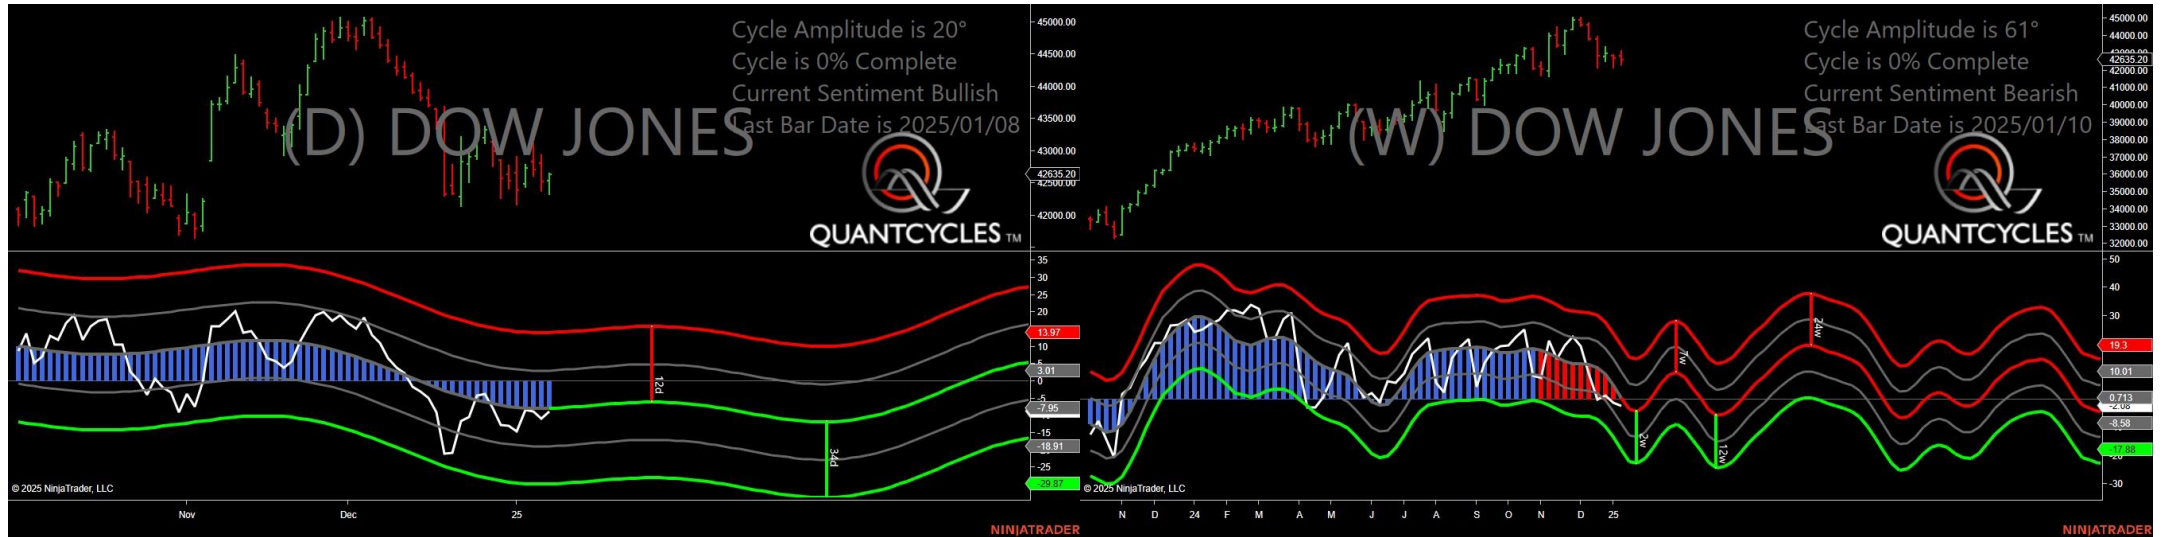 Cycle Amplitude is 20°
Cycle is 0% Complete
Current Sentiment Bullish
Last Bar Date is 2025/01/08
(D) DOW JONES
QUANTCYCLES TM
45000.00
44500.00
44000.00
43500.00
43000.00
42635.20
42500.00
42000.00
35
30
25
20
13.97
10
5
3.01
0
-5
-7.95
-15
-18.91
-25
-29.87
12d
34d
© 2025 NinjaTrader, LLC
Nov Dec 25
NINJATRADER
Cycle Amplitude is 61°
Cycle is 0% Complete
Current Sentiment Bearish
Last Bar Date is 2025/01/10
(W) DOW JONES
QUANTCYCLES TM
45000.00
44000.00
42635.20
42000.00
41000.00
40000.00
39000.00
38000.00
37000.00
36000.00
35000.00
34000.00
33000.00
32000.00
50
40
30
19.3
10.01
0.713
-2.08
-8.58
-17.88
-20
-30
2w
7w
12w
24w
© 2025 NinjaTrader, LLC
N D 24 F M A M J J A S O N D 25
NINJATRADER